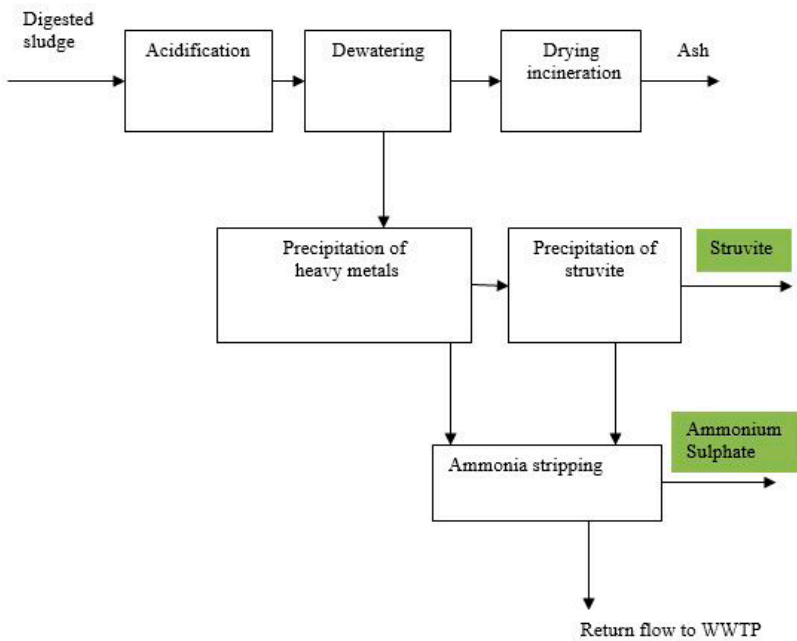 Digested
sludge
Acidification
Dewatering
Drying
incineration
Ash
Precipitation of
heavy metals
Precipitation of
struvite
Struvite
Ammonia stripping
Ammonium
Sulphate
Return flow to WWTP